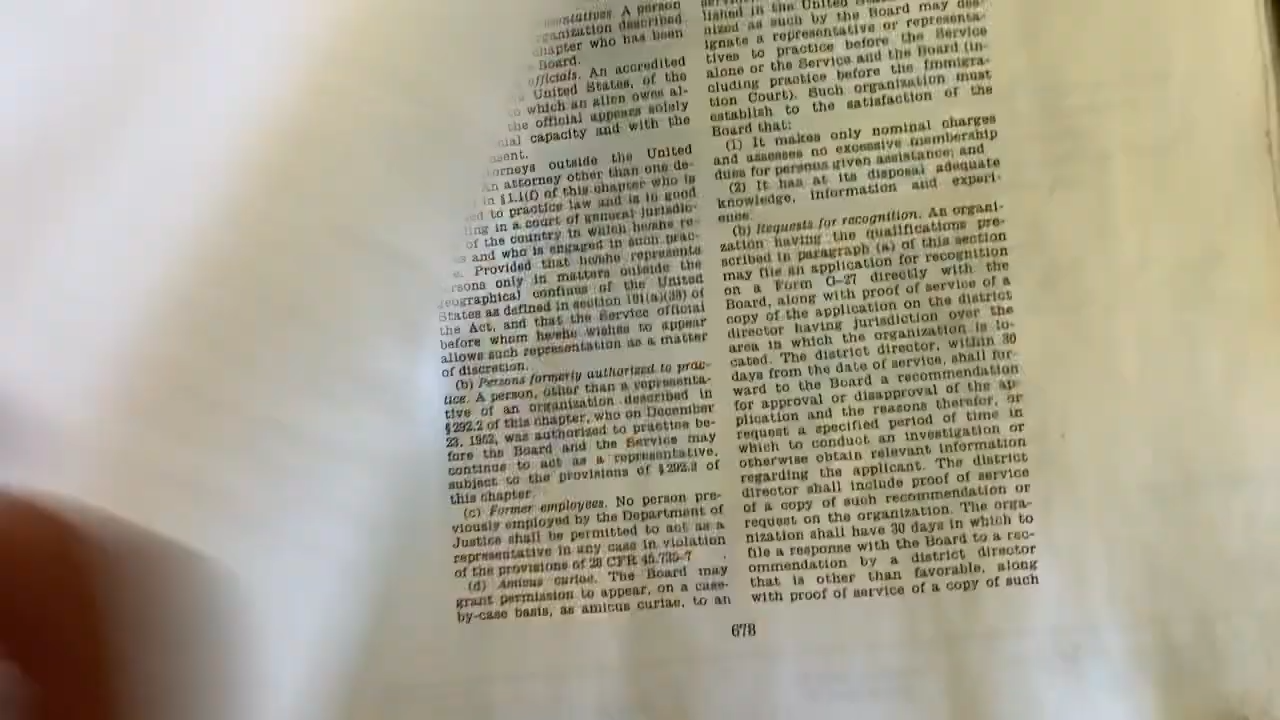 A person
ganization described
chapter who has been
Board.
officials. An accredited
United States, of the
which an alien owes al-
the official appears solely
capacity and with the
sent.
orneys outside the United
An attorney other than one de-
in §1.1(f) of this chapter who is
ed to practice law and is in good
ing in a court of general jurisdic-
of the country in which he/she re-
and who is engaged in such prac-
Provided that he/she represents
rsons only in matters outside the
geographical confines of the United
States as defined in section 101(a)(38) of
the Act, and that the Service official
before whom he/she wishes to appear
allows such representation as a matter
of discretion.
(b) Persons formerly authorized to prac-
tice. A person, other than a representa-
tive of an organization described in
§292.2 of this chapter, who on December
23, 1952, was authorized to practice be-
fore the Board and the Service may
continue to act as a representative,
subject to the provisions of §292.3 of
this chapter.
(c) Former employees. No person pre-
viously employed by the Department of
Justice shall be permitted to act as a
representative in any case in violation
of the provisions of 28 CFR 45.735-7
(d) Amicus curiae. The Board may
grant permission to appear, on a case-
by-case basis, as amicus curiae, to an
lished in the United
nized as such by the Board may des-
ignate a representative or representa-
tives to practice before the Service
alone or the Service and the Board (in-
cluding practice before the Immigra-
tion Court). Such organization must
establish to the satisfaction of the
Board that:
(1) It makes only nominal charges
and assesses no excessive membership
dues for persons given assistance; and
(2) It has at its disposal adequate
knowledge, information and experi-
ence.
(b) Requests for recognition. An organi-
zation having the qualifications pre-
scribed in paragraph (a) of this section
may file an application for recognition
on a Form G-27 directly with the
Board, along with proof of service of a
copy of the application on the district
director having jurisdiction over the
area in which the organization is lo-
cated. The district director, within 30
days from the date of service, shall for-
ward to the Board a recommendation
for approval or disapproval of the ap-
plication and the reasons therefor, or
request a specified period of time in
which to conduct an investigation or
otherwise obtain relevant information
regarding the applicant. The district
director shall include proof of service
of a copy of such recommendation or
request on the organization. The orga-
nization shall have 30 days in which to
file a response with the Board to a rec-
ommendation by a district director
that is other than favorable, along
with proof of service of a copy of such
678